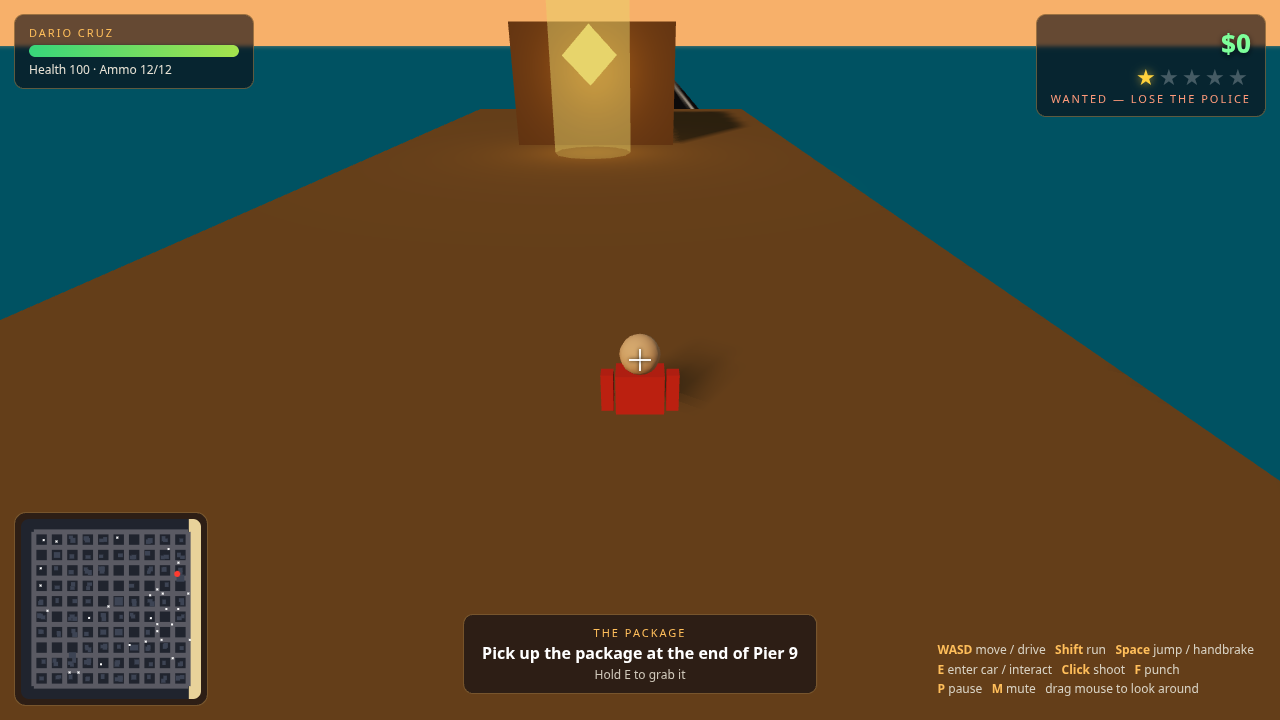 DARIO CRUZ
Health 100 · Ammo 12/12
$0
WANTED — LOSE THE POLICE
THE PACKAGE
Pick up the package at the end of Pier 9
Hold E to grab it
WASD move / drive Shift run Space jump / handbrake
E enter car / interact Click shoot F punch
P pause M mute drag mouse to look around